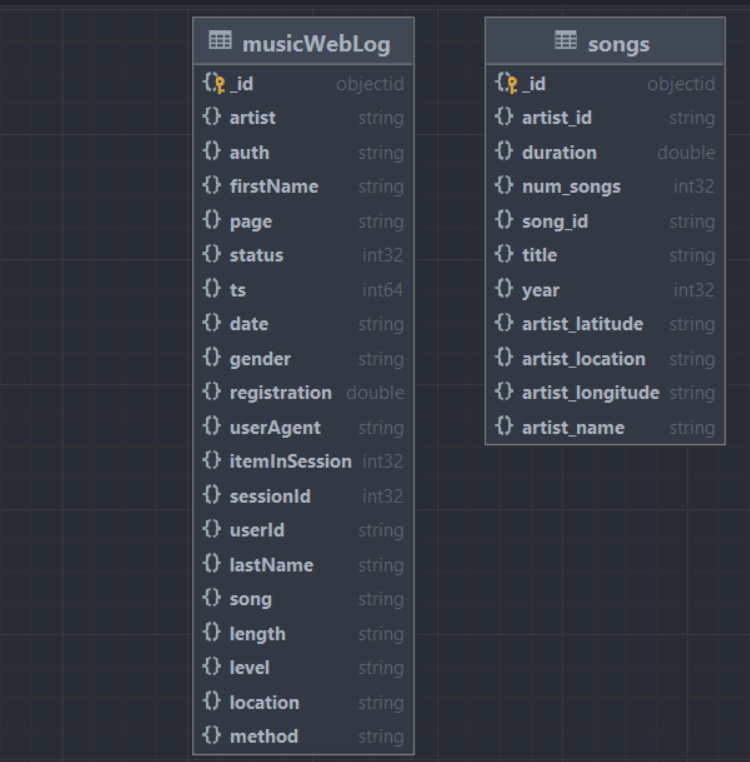 musicWebLog
_id objectid
artist string
auth string
firstName string
page string
status int32
ts int64
date string
gender string
registration double
userAgent string
itemInSession int32
sessionId int32
userId string
lastName string
song string
length string
level string
location string
method string
songs
_id objectid
artist_id string
duration double
num_songs int32
song_id string
title string
year int32
artist_latitude string
artist_location string
artist_longitude string
artist_name string